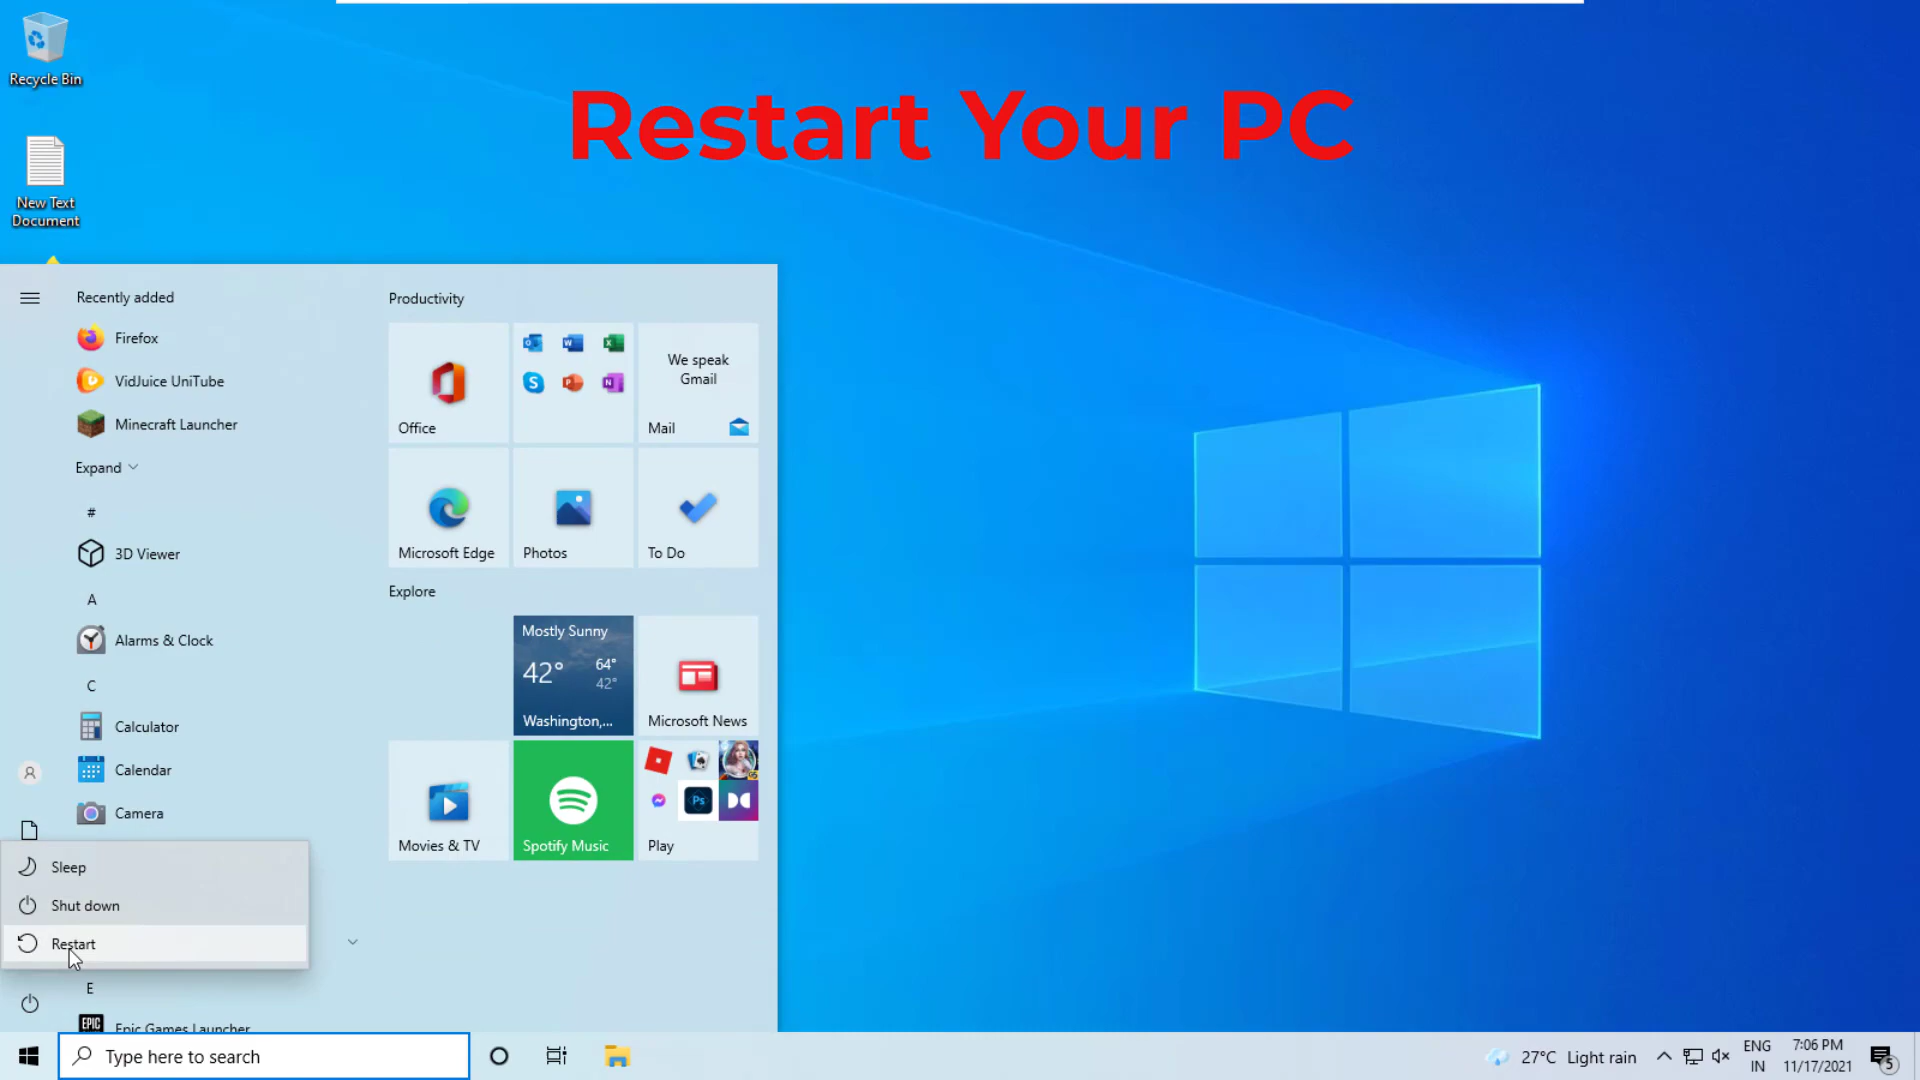 Recycle Bin
Restart Your PC
New Text
Document
Recently added
Firefox
VidJuice UniTube
Minecraft Launcher
Expand
#
3D Viewer
A
Alarms & Clock
C
Calculator
Calendar
Camera
Sleep
Shut down
Restart
E
EPIC
Epic Games Launcher
Productivity
Office
We speak
Gmail
Mail
Microsoft Edge
Photos
To Do
Explore
Mostly Sunny
42°
64°
42°
Washington,...
Microsoft News
Movies & TV
Spotify Music
Ps
Play
Type here to search
27°C Light rain
ENG
IN
7:06 PM
11/17/2021
5